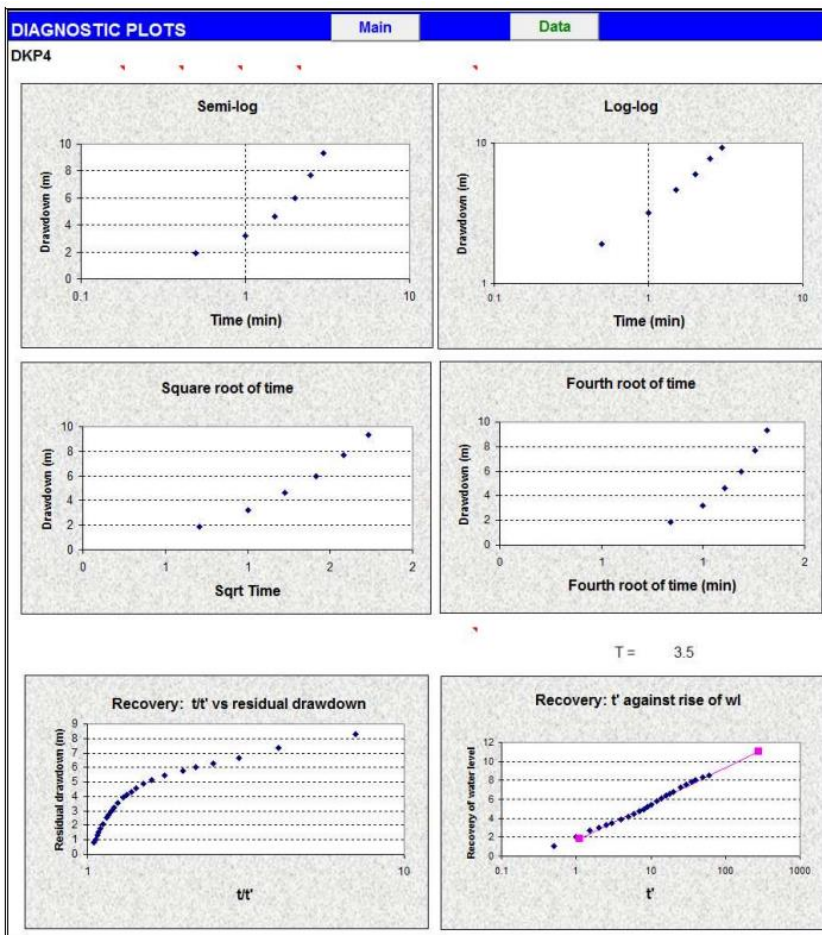 DIAGNOSTIC PLOTS
Main
Data
DKP4
Semi-log
Drawdown (m)
10
8
6
4
2
0
0.1
1
10
Time (min)
Log-log
Drawdown (m)
10
1
0.1
1
10
Time (min)
Square root of time
Drawdown (m)
10
8
6
4
2
0
0
1
1
2
2
Sqrt Time
Fourth root of time
Drawdown (m)
10
8
6
4
2
0
0
1
1
2
Fourth root of time (min)
T = 3.5
Recovery: t/t' vs residual drawdown
Residual drawdown (m)
9
8
7
6
5
4
3
2
1
0
1
10
t/t'
Recovery: t' against rise of wl
Recovery of water level
12
10
8
6
4
2
0
0.1
1
10
100
1000
t'